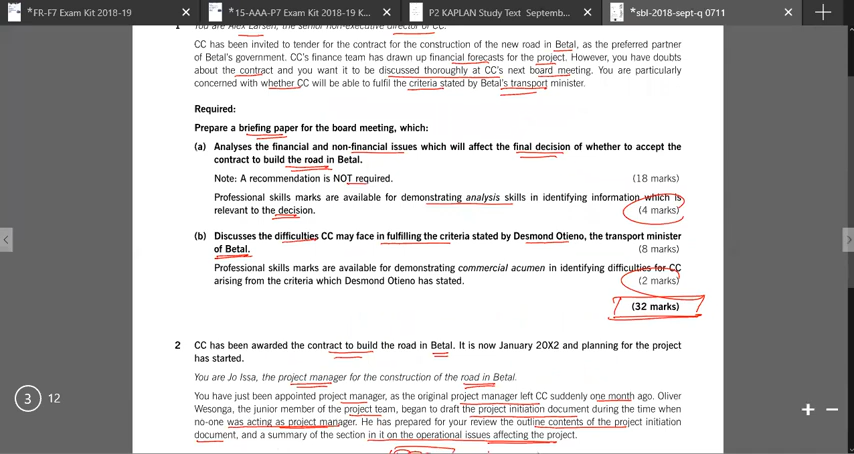 *FR-F7 Exam Kit 2018-19
*15-AAA-P7 Exam Kit 2018-19 K...
P2 KAPLAN Study Text Septemb...
*sbl-2018-sept-q 0711
1 You are Alex Larsen, the senior non-executive director of CC.
CC has been invited to tender for the contract for the construction of the new road in Betal, as the preferred partner
of Betal's government. CC's finance team has drawn up financial forecasts for the project. However, you have doubts
about the contract and you want it to be discussed thoroughly at CC's next board meeting. You are particularly
concerned with whether CC will be able to fulfil the criteria stated by Betal's transport minister.
Required:
Prepare a briefing paper for the board meeting, which:
(a) Analyses the financial and non-financial issues which will affect the final decision of whether to accept the
contract to build the road in Betal.
Note: A recommendation is NOT required. (18 marks)
Professional skills marks are available for demonstrating analysis skills in identifying information which is
relevant to the decision. (4 marks)
(b) Discusses the difficulties CC may face in fulfilling the criteria stated by Desmond Otieno, the transport minister
of Betal. (8 marks)
Professional skills marks are available for demonstrating commercial acumen in identifying difficulties for CC
arising from the criteria which Desmond Otieno has stated. (2 marks)
(32 marks)
2 CC has been awarded the contract to build the road in Betal. It is now January 20X2 and planning for the project
has started.
You are Jo Issa, the project manager for the construction of the road in Betal.
You have just been appointed project manager, as the original project manager left CC suddenly one month ago. Oliver
Wesonga, the junior member of the project team, began to draft the project initiation document during the time when
no-one was acting as project manager. He has prepared for your review the outline contents of the project initiation
document, and a summary of the section in it on the operational issues affecting the project.
3 12